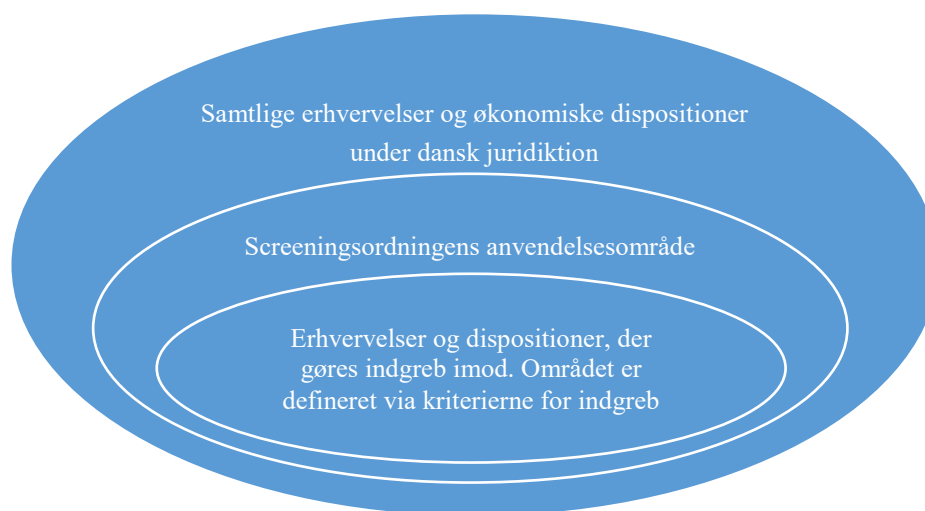 Samtlige erhvervelser og økonomiske dispositioner
under dansk juridiktion
Screeningsordningens anvendelsesområde
Erhvervelser og dispositioner, der
gøres indgreb imod. Området er
defineret via kriterierne for indgreb